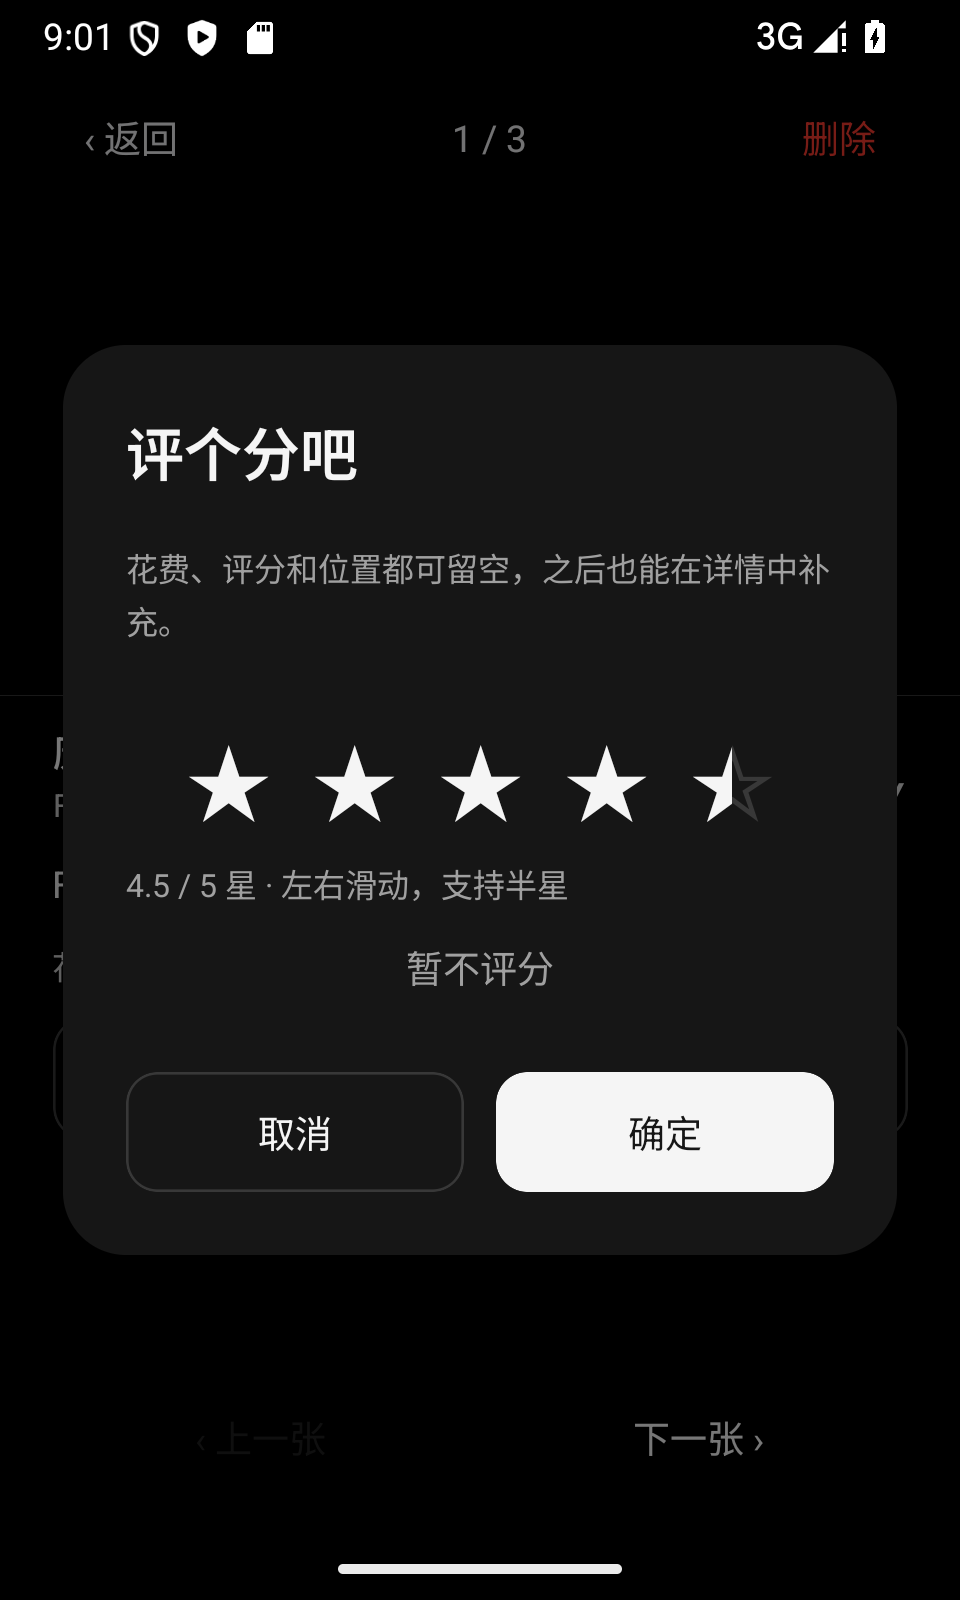 9:01
3G
‹ 返回
1 / 3
删除
评个分吧
花费、评分和位置都可留空，之后也能在详情中补
充。
4.5 / 5 星 · 左右滑动，支持半星
暂不评分
取消
确定
‹ 上一张
下一张 ›